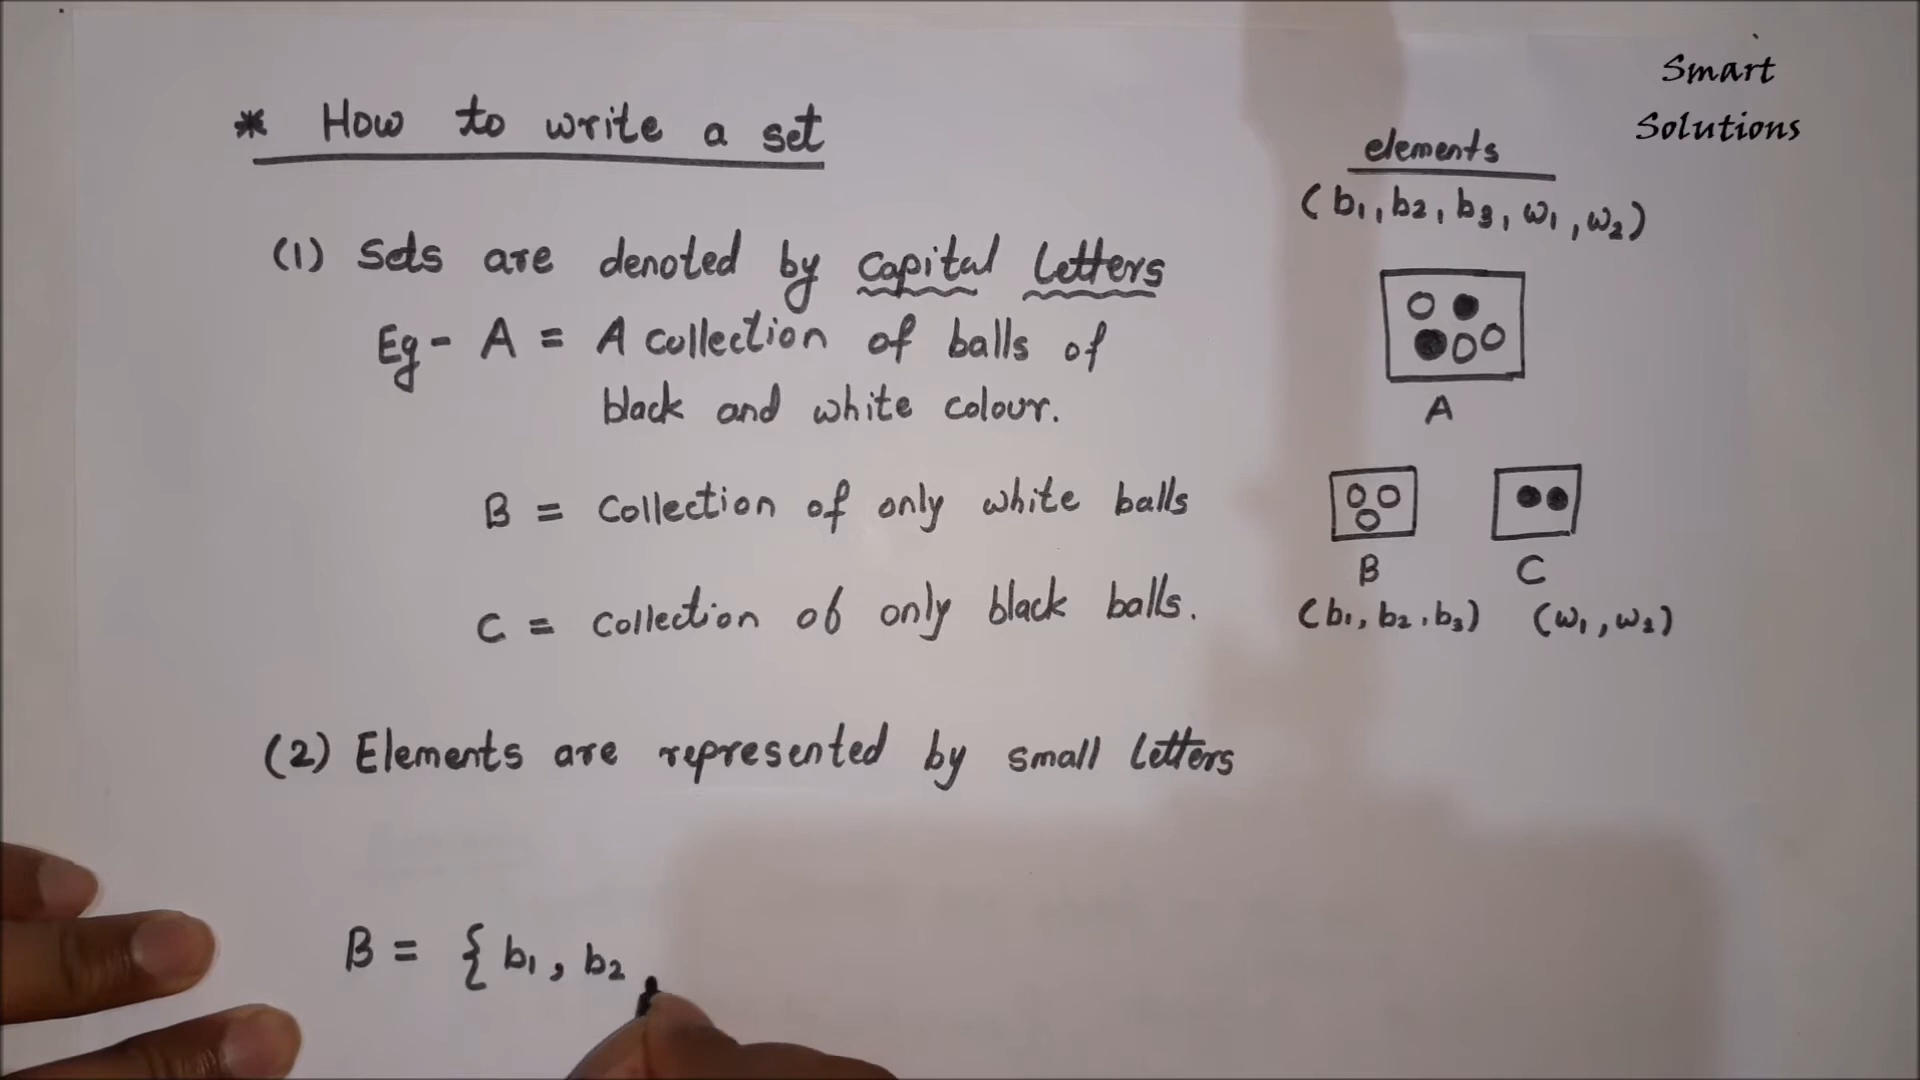 Smart
Solutions
* How to write a set
elements
(b1, b2, b3, w1, w2)
(1) Sets are denoted by capital letters
Eg - A = A collection of balls of
black and white colour.
A
B = Collection of only white balls
B C
C = Collection of only black balls.
(b1, b2, b3) (w1, w2)
(2) Elements are represented by small letters
B = { b1, b2